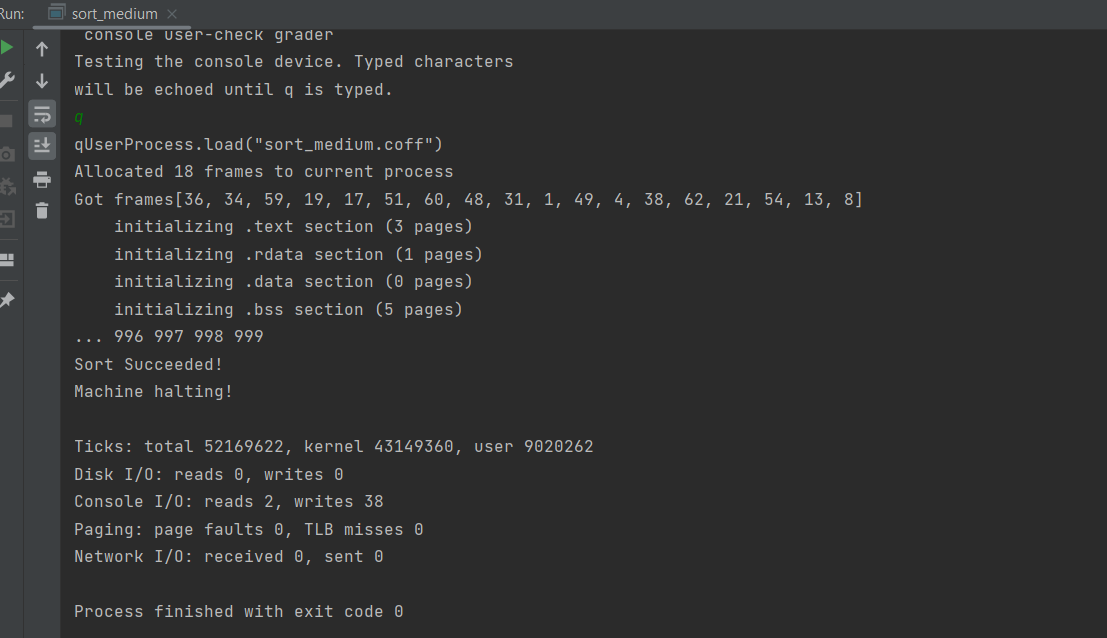 Run: sort_medium
console user-check grader
Testing the console device. Typed characters
will be echoed until q is typed.
q
qUserProcess.load("sort_medium.coff")
Allocated 18 frames to current process
Got frames[36, 34, 59, 19, 17, 51, 60, 48, 31, 1, 49, 4, 38, 62, 21, 54, 13, 8]
initializing .text section (3 pages)
initializing .rdata section (1 pages)
initializing .data section (0 pages)
initializing .bss section (5 pages)
... 996 997 998 999
Sort Succeeded!
Machine halting!
Ticks: total 52169622, kernel 43149360, user 9020262
Disk I/O: reads 0, writes 0
Console I/O: reads 2, writes 38
Paging: page faults 0, TLB misses 0
Network I/O: received 0, sent 0
Process finished with exit code 0